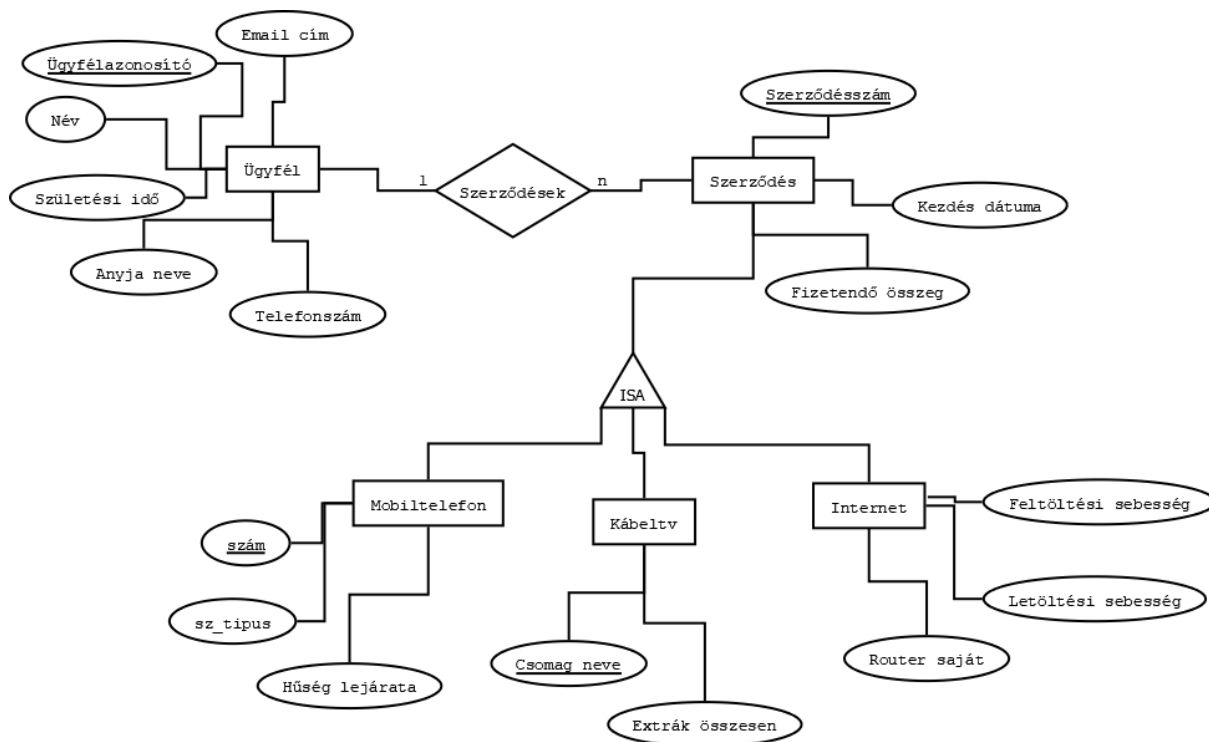 Email cím
Ügyfélazonosító
Szerződésszám
Név
Ügyfél
1
Szerződések
n
Szerződés
Születési idő
Kezdés dátuma
Anyja neve
Fizetendő összeg
Telefonszám
ISA
Mobiltelefon
Kábeltv
Internet
Feltöltési sebesség
szám
Letöltési sebesség
sz_tipus
Router saját
Csomag neve
Hűség lejárata
Extrák összesen